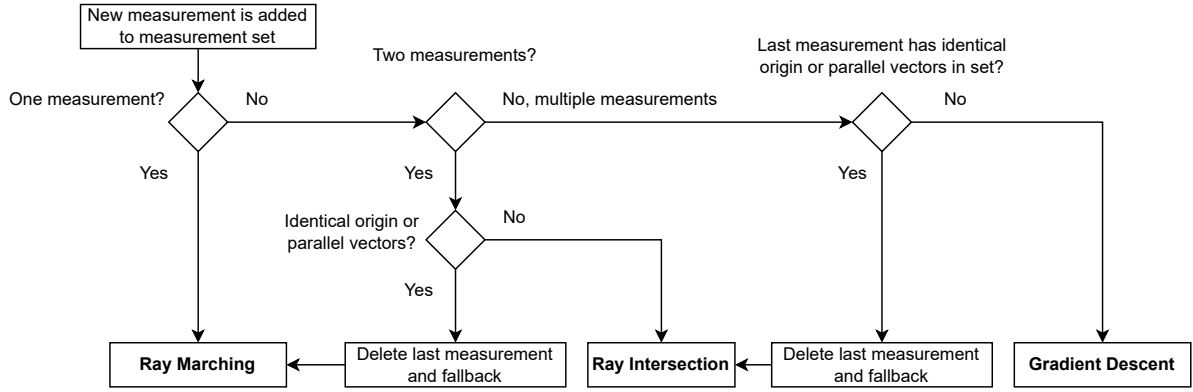 New measurement is added
to measurement set
One measurement?
No
Yes
Two measurements?
No, multiple measurements
Yes
Last measurement has identical
origin or parallel vectors in set?
No
Yes
Identical origin or
parallel vectors?
No
Yes
Ray Marching
Delete last measurement
and fallback
Ray Intersection
Delete last measurement
and fallback
Gradient Descent